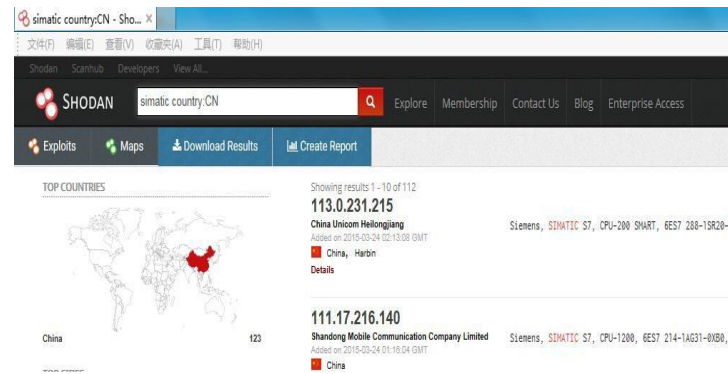 simatic country:CN - Sho... ×
文件(F) 编辑(E) 查看(V) 收藏夹(A) 工具(T) 帮助(H)
Shodan Scanhub Developers View All...
SHODAN simatic country:CN Explore Membership Contact Us Blog Enterprise Access
Exploits Maps Download Results Create Report
TOP COUNTRIES
China 123
Showing results 1 - 10 of 112
113.0.231.215
China Unicom Heilongjiang
Added on 2015-03-24 02:13:08 GMT
China, Harbin
Details
Siemens, SIMATIC S7, CPU-200 SMART, 6ES7 288-1SR20-
111.17.216.140
Shandong Mobile Communication Company Limited
Added on 2015-03-24 01:16:04 GMT
China
Siemens, SIMATIC S7, CPU-1200, 6ES7 214-1AG31-0XB0,